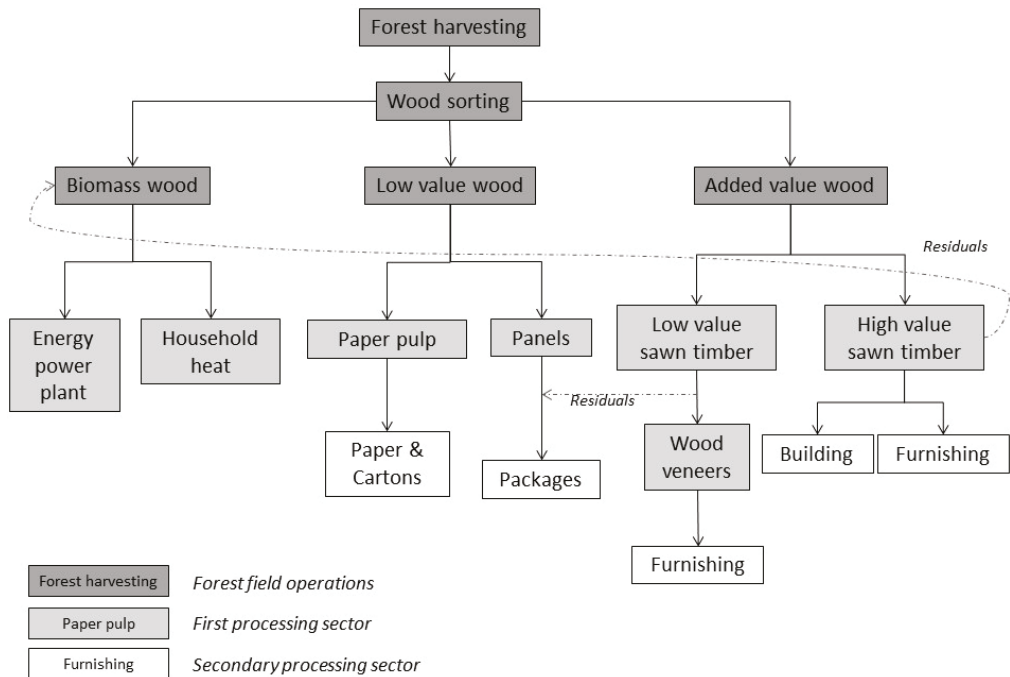 Forest harvesting
Wood sorting
Biomass wood
Low value wood
Added value wood
Residuals
Energy
power
plant
Household
heat
Paper pulp
Panels
Low value
sawn timber
High value
sawn timber
Residuals
Paper &
Cartons
Packages
Wood
veneers
Building
Furnishing
Furnishing
Forest harvesting
Forest field operations
Paper pulp
First processing sector
Furnishing
Secondary processing sector